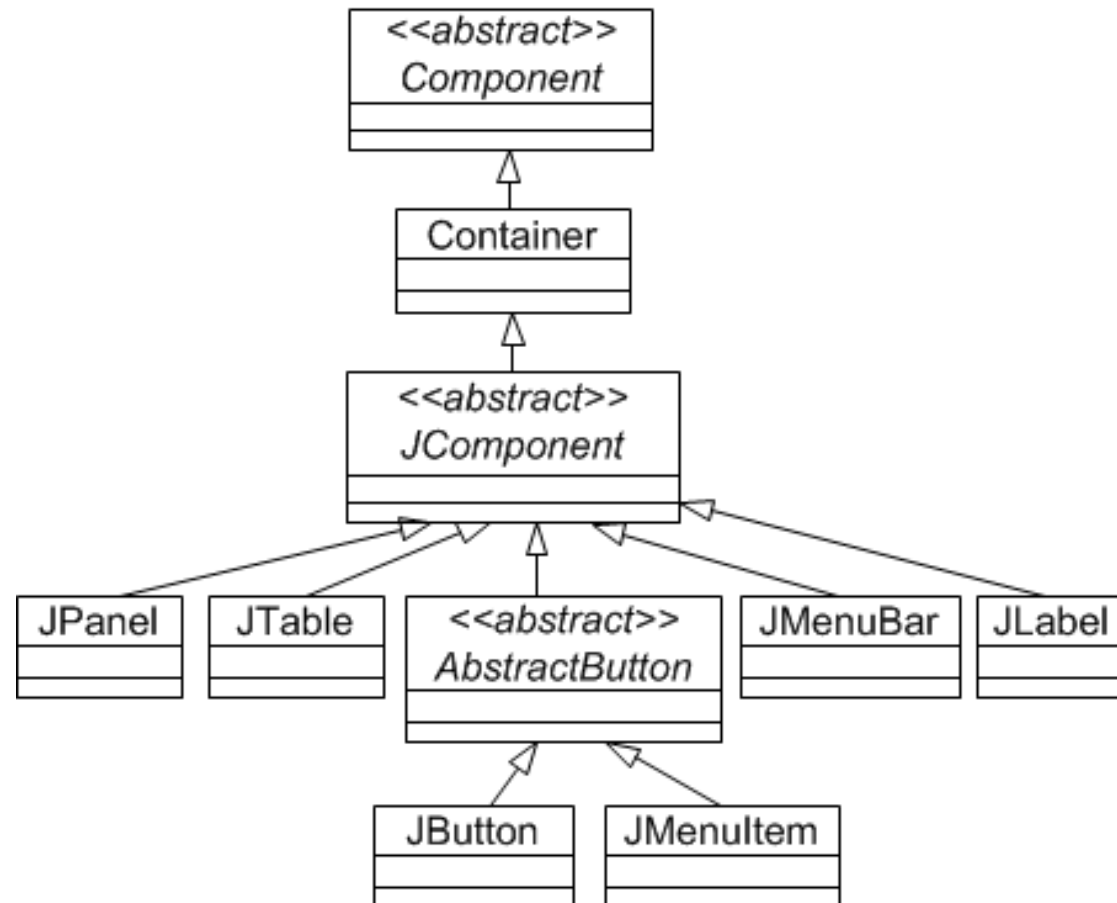 <<abstract>>
Component
Container
<<abstract>>
JComponent
JPanel
JTable
<<abstract>>
AbstractButton
JMenuBar
JLabel
JButton
JMenuItem